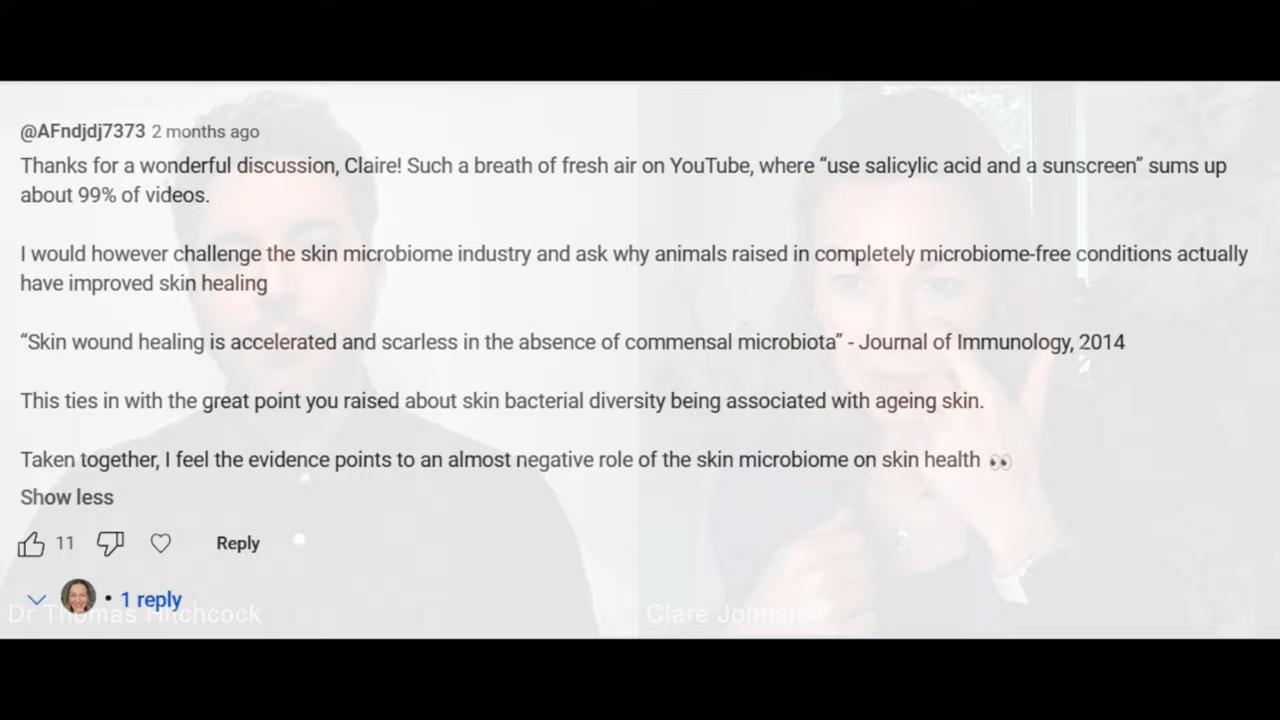 @AFndjdj7373 2 months ago
Thanks for a wonderful discussion, Claire! Such a breath of fresh air on YouTube, where “use salicylic acid and a sunscreen” sums up
about 99% of videos.
I would however challenge the skin microbiome industry and ask why animals raised in completely microbiome-free conditions actually
have improved skin healing
“Skin wound healing is accelerated and scarless in the absence of commensal microbiota” - Journal of Immunology, 2014
This ties in with the great point you raised about skin bacterial diversity being associated with ageing skin.
Taken together, I feel the evidence points to an almost negative role of the skin microbiome on skin health 👀
Show less
11 Reply
1 reply
Dr Thomas Hitchcock Clare Johnston